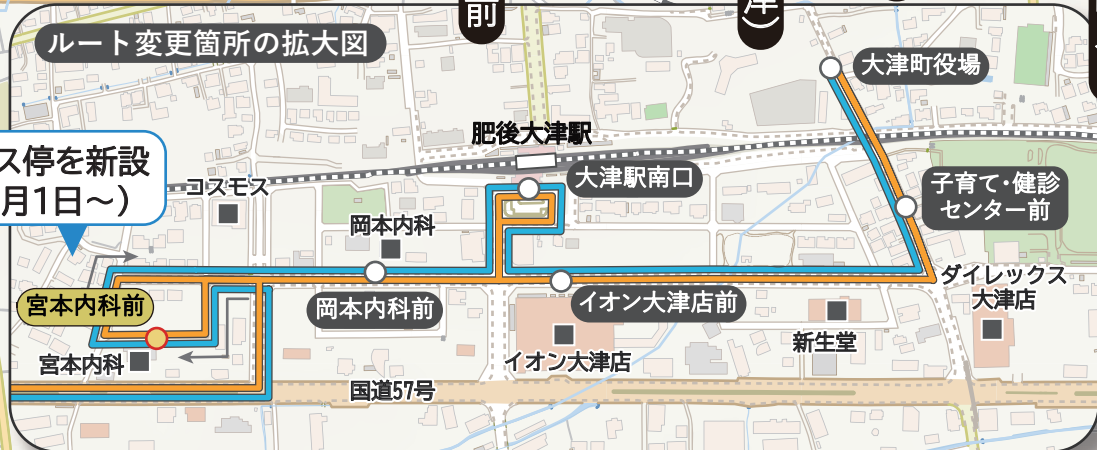 前
津）
ルート変更箇所の拡大図
大津町役場
肥後大津駅
ス停を新設
月1日～）
コスモス
大津駅南口
子育て・健診
センター前
岡本内科
ダイレックス
大津店
宮本内科前
岡本内科前
イオン大津店前
新生堂
宮本内科
イオン大津店
国道57号